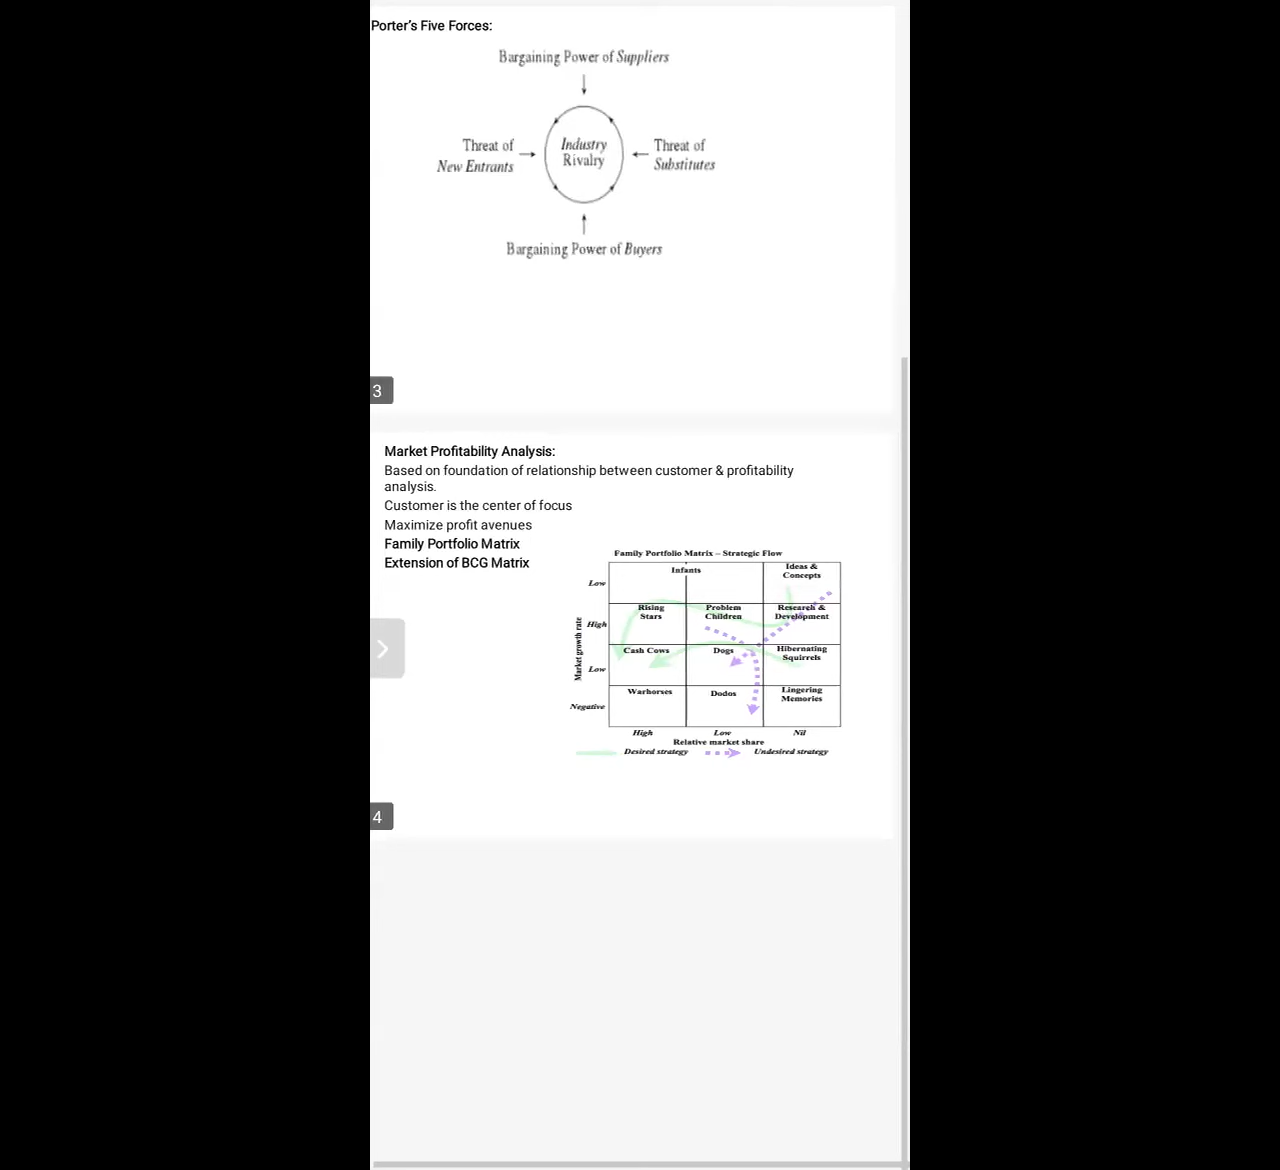 Porter's Five Forces:
Bargaining Power of Suppliers
Threat of
New Entrants
Industry
Rivalry
Threat of
Substitutes
Bargaining Power of Buyers
3
Market Profitability Analysis:
Based on foundation of relationship between customer & profitability
analysis.
Customer is the center of focus
Maximize profit avenues
Family Portfolio Matrix
Extension of BCG Matrix
Family Portfolio Matrix – Strategic Flow
Market growth rate
Low
Infants
Ideas &
Concepts
High
Rising
Stars
Problem
Children
Research &
Development
Low
Cash Cows
Dogs
Hibernating
Squirrels
Negative
Warhorses
Dodos
Lingering
Memories
High
Low
Nil
Relative market share
Desired strategy
Undesired strategy
4